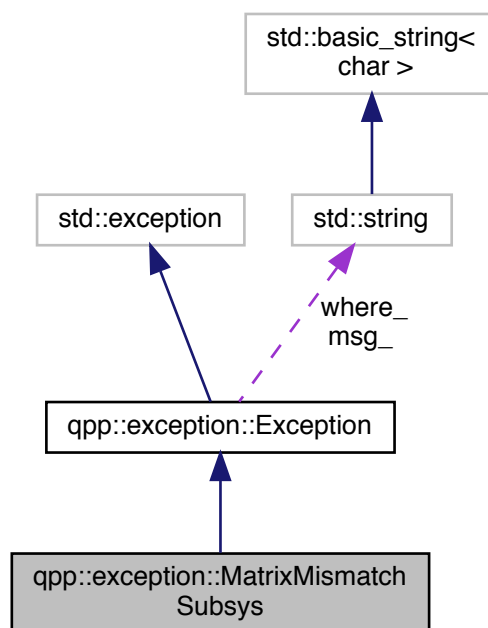 std::basic_string<
char >
std::exception
std::string
where_
msg_
qpp::exception::Exception
qpp::exception::MatrixMismatch
Subsys